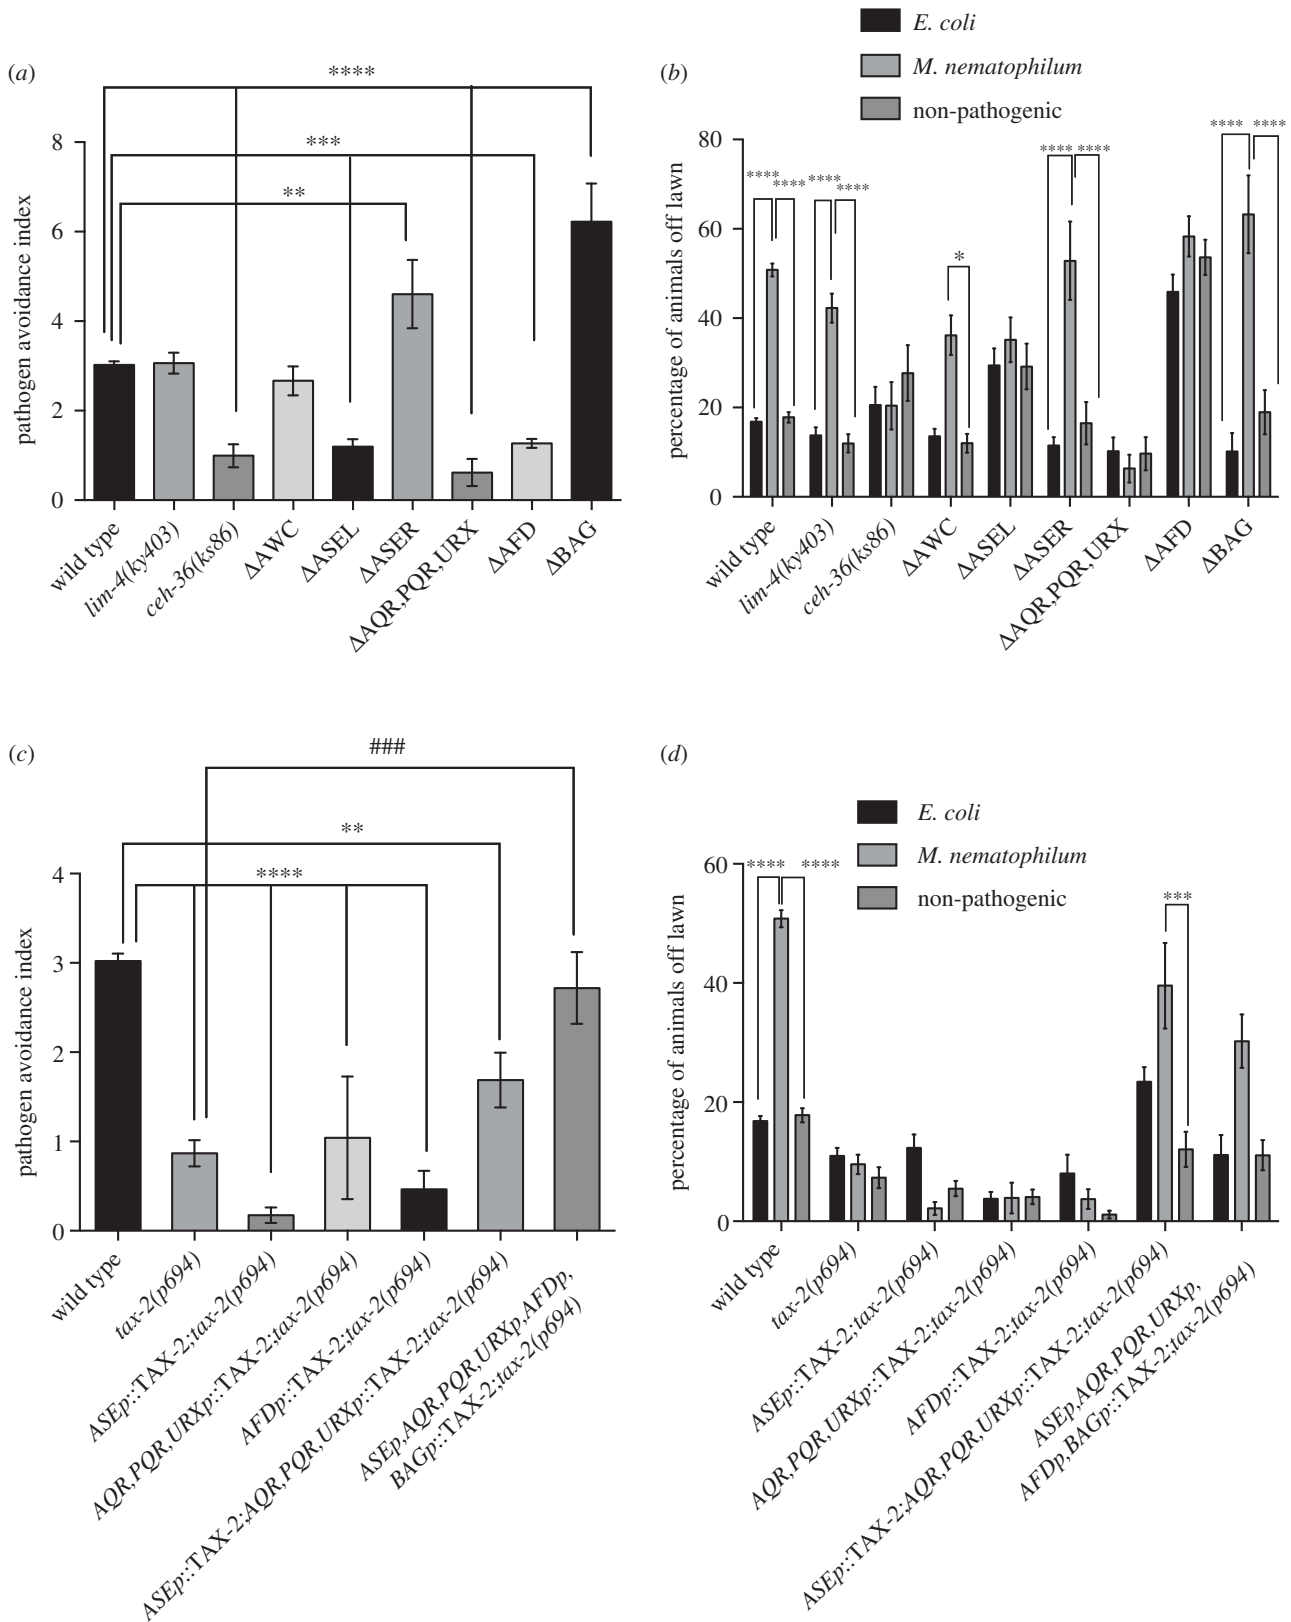 E. coli
M. nematophilum
non-pathogenic
(a)
****
***
**
pathogen avoidance index
8
6
4
2
0
wild type
lim-4(ky403)
ceh-36(ks86)
ΔAWC
ΔASEL
ΔASER
ΔAQR,PQR,URX
ΔAFD
ΔBAG
(b)
percentage of animals off lawn
80
60
40
20
0
****
****
****
****
*
****
****
****
****
wild type
lim-4(ky403)
ceh-36(ks86)
ΔAWC
ΔASEL
ΔASER
ΔAQR,PQR,URX
ΔAFD
ΔBAG
(c)
###
**
****
pathogen avoidance index
4
3
2
1
0
wild type
tax-2(p694)
ASEp::TAX-2;tax-2(p694)
AQR,PQR,URXp::TAX-2;tax-2(p694)
AFDp::TAX-2;tax-2(p694)
ASEp::TAX-2;AQR,PQR,URXp::TAX-2;tax-2(p694)
ASEp,AQR,PQR,URXp,AFDp,
BAGp::TAX-2;tax-2(p694)
(d)
E. coli
M. nematophilum
non-pathogenic
percentage of animals off lawn
60
40
20
0
****
****
***
wild type
tax-2(p694)
ASEp::TAX-2;tax-2(p694)
AQR,PQR,URXp::TAX-2;tax-2(p694)
AFDp::TAX-2;tax-2(p694)
ASEp::TAX-2;AQR,PQR,URXp::TAX-2;tax-2(p694)
ASEp,AQR,PQR,URXp,
AFDp,BAGp::TAX-2;tax-2(p694)